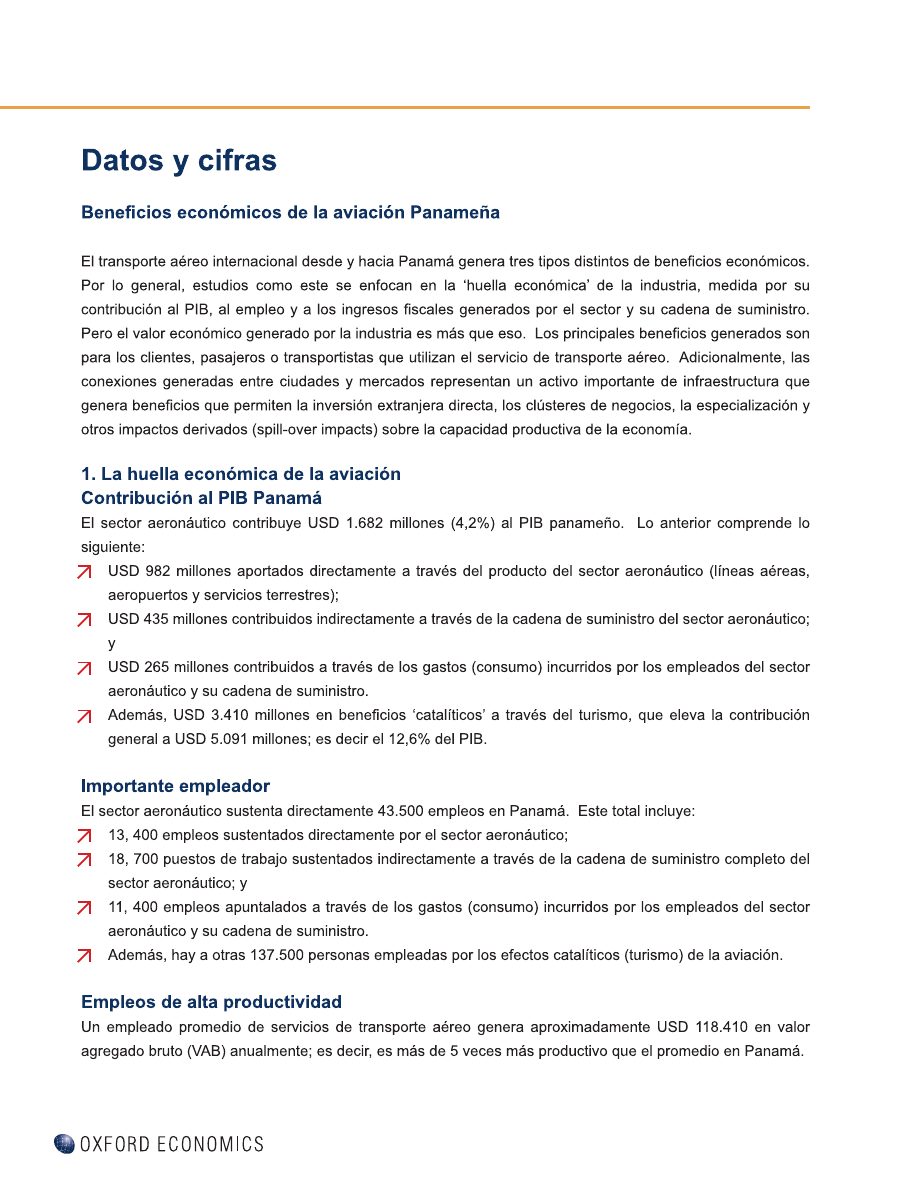 Datos y cifras
Beneficios económicos de la aviación Panameña
El transporte aéreo internacional desde y hacia Panamá genera tres tipos distintos de beneficios económicos.
Por lo general, estudios como este se enfocan en la ‘huella económica’ de la industria, medida por su
contribución al PIB, al empleo y a los ingresos fiscales generados por el sector y su cadena de suministro.
Pero el valor económico generado por la industria es más que eso.  Los principales beneficios generados son
para los clientes, pasajeros o transportistas que utilizan el servicio de transporte aéreo.  Adicionalmente, las
conexiones generadas entre ciudades y mercados representan un activo importante de infraestructura que
genera beneficios que permiten la inversión extranjera directa, los clústeres de negocios, la especialización y
otros impactos derivados (spill-over impacts) sobre la capacidad productiva de la economía.
1. La huella económica de la aviación
Contribución al PIB Panamá
El sector aeronáutico contribuye USD 1.682 millones (4,2%) al PIB panameño.  Lo anterior comprende lo
siguiente:
USD 982 millones aportados directamente a través del producto del sector aeronáutico (líneas aéreas,
aeropuertos y servicios terrestres);
USD 435 millones contribuidos indirectamente a través de la cadena de suministro del sector aeronáutico;
y
USD 265 millones contribuidos a través de los gastos (consumo) incurridos por los empleados del sector
aeronáutico y su cadena de suministro.
Además, USD 3.410 millones en beneficios ‘catalíticos’ a través del turismo, que eleva la contribución
general a USD 5.091 millones; es decir el 12,6% del PIB.
Importante empleador
El sector aeronáutico sustenta directamente 43.500 empleos en Panamá.  Este total incluye:
13, 400 empleos sustentados directamente por el sector aeronáutico;
18, 700 puestos de trabajo sustentados indirectamente a través de la cadena de suministro completo del
sector aeronáutico; y
11, 400 empleos apuntalados a través de los gastos (consumo) incurridos por los empleados del sector
aeronáutico y su cadena de suministro.
Además, hay a otras 137.500 personas empleadas por los efectos catalíticos (turismo) de la aviación.
Empleos de alta productividad
Un empleado promedio de servicios de transporte aéreo genera aproximadamente USD 118.410 en valor
agregado bruto (VAB) anualmente; es decir, es más de 5 veces más productivo que el promedio en Panamá.
OXFORD ECONOMICS